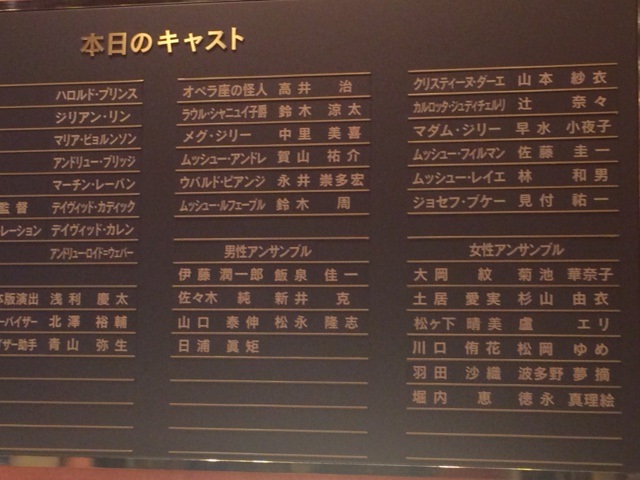 本日のキャスト
ハロルド・プリンス
ジリアン・リン
マリア・ビョルンソン
アンドリュー・ブリッジ
マーチン・レーバン
監督 デイヴィッド・カディック
レーション デイヴィッド・カレン
アンドリュー・ロイド＝ウェバー
本版演出 浅利 慶太
ーバイザー 北澤 裕輔
イザー助手 青山 弥生
オペラ座の怪人 高井 治
ラウル・シャニュイ子爵 鈴木 涼太
メグ・ジリー 中里 美喜
ムッシュー・アンドレ 賀山 祐介
ウバルド・ピアンジ 永井 崇多宏
ムッシュー・ルフェーブル 鈴木 周
男性アンサンブル
伊藤 潤一郎 飯泉 佳一
佐々木 純 新井 克
山口 泰伸 松永 隆志
日浦 眞矩
クリスティーヌ・ダーエ 山本 紗衣
カルロッタ・ジュディチェルリ 辻 奈々
マダム・ジリー 早水 小夜子
ムッシュー・フィルマン 佐藤 圭一
ムッシュー・レイエ 林 和男
ジョセフ・ブケー 見付 祐一
女性アンサンブル
大岡 紋 菊池 華奈子
土居 愛実 杉山 由衣
松ヶ下 晴美 盧 エリ
川口 侑花 松岡 ゆめ
羽田 沙織 波多野 夢摘
堀内 恵 徳永 真理絵